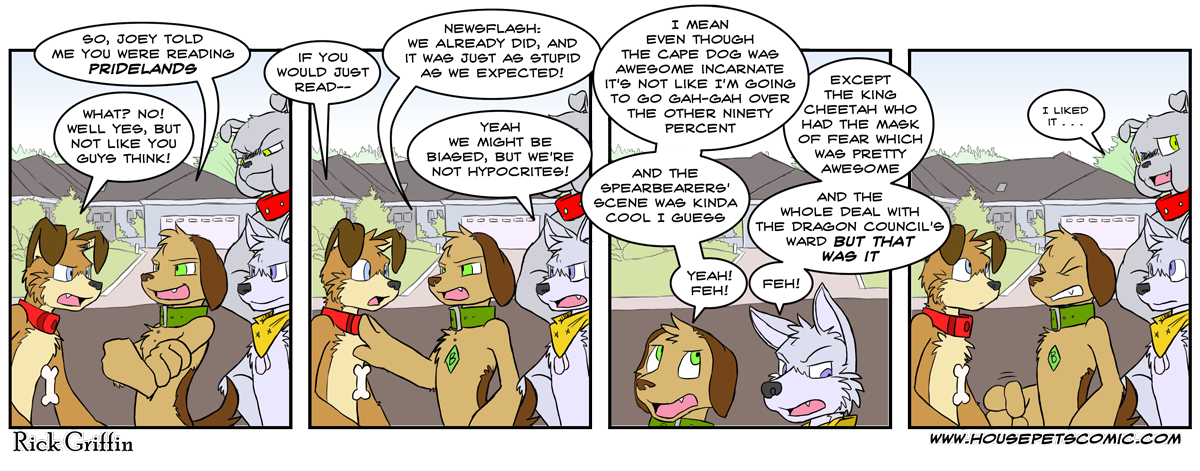 SO, JOEY TOLD
ME YOU WERE READING
PRIDELANDS
WHAT? NO!
WELL YES, BUT
NOT LIKE YOU
GUYS THINK!
IF YOU
WOULD JUST
READ--
NEWSFLASH:
WE ALREADY DID, AND
IT WAS JUST AS STUPID
AS WE EXPECTED!
YEAH
WE MIGHT BE
BIASED, BUT WE'RE
NOT HYPOCRITES!
I MEAN
EVEN THOUGH
THE CAPE DOG WAS
AWESOME INCARNATE
IT'S NOT LIKE I'M GOING
TO GO GAH-GAH OVER
THE OTHER NINETY
PERCENT
EXCEPT
THE KING
CHEETAH WHO
HAD THE MASK
OF FEAR WHICH
WAS PRETTY
AWESOME
AND THE
SPEARBEARERS'
SCENE WAS KINDA
COOL I GUESS
AND THE
WHOLE DEAL WITH
THE DRAGON COUNCIL'S
WARD BUT THAT
WAS IT
YEAH!
FEH!
FEH!
I LIKED
IT . . .
B
B
Rick Griffin
WWW.HOUSEPETSCOMIC.COM